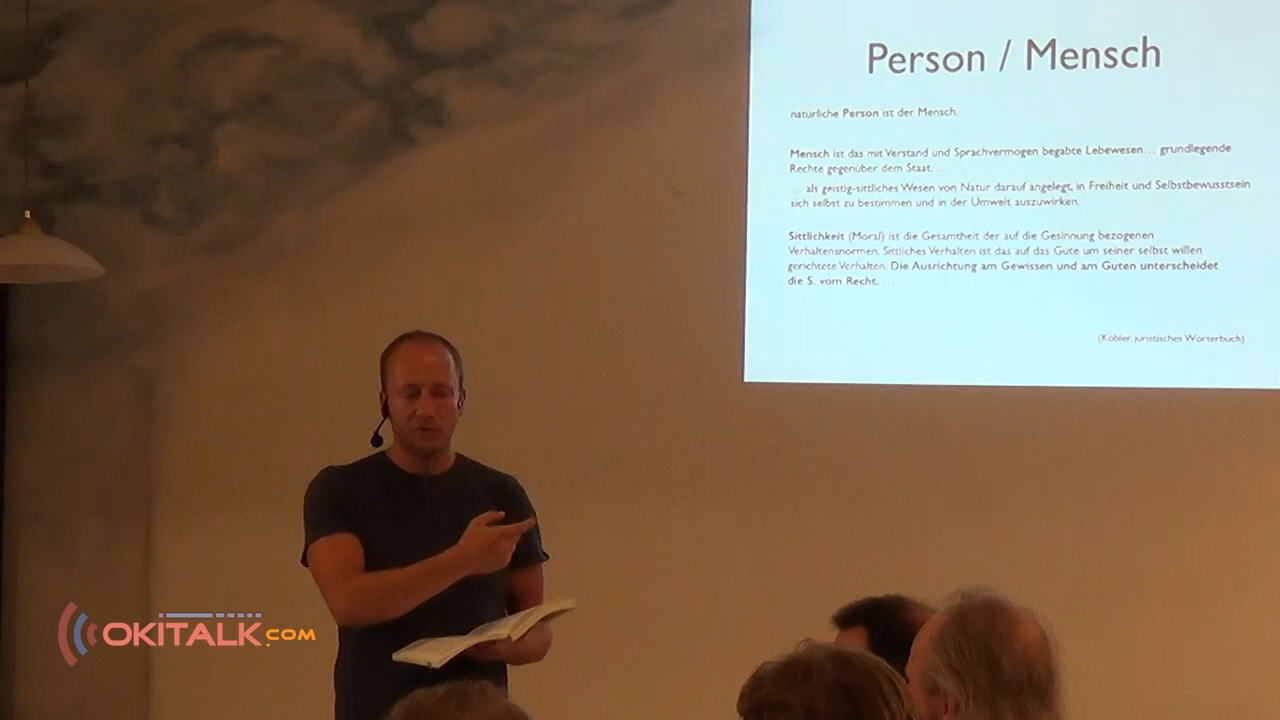 Person / Mensch
natürliche Person ist der Mensch.
Mensch ist das mit Verstand und Sprachvermögen begabte Lebewesen… grundlegende
Rechte gegenüber dem Staat. …
… als geistig-sittliches Wesen von Natur darauf angelegt, in Freiheit und Selbstbewusstsein
sich selbst zu bestimmen und in der Umwelt auszuwirken.
Sittlichkeit (Moral) ist die Gesamtheit der auf die Gesinnung bezogenen
Verhaltensnormen. Sittliches Verhalten ist das auf das Gute um seiner selbst willen
gerichtete Verhalten. Die Ausrichtung am Gewissen und am Guten unterscheidet
die S. vom Recht. …
(Köbler, juristisches Wörterbuch)
OKITALK.COM